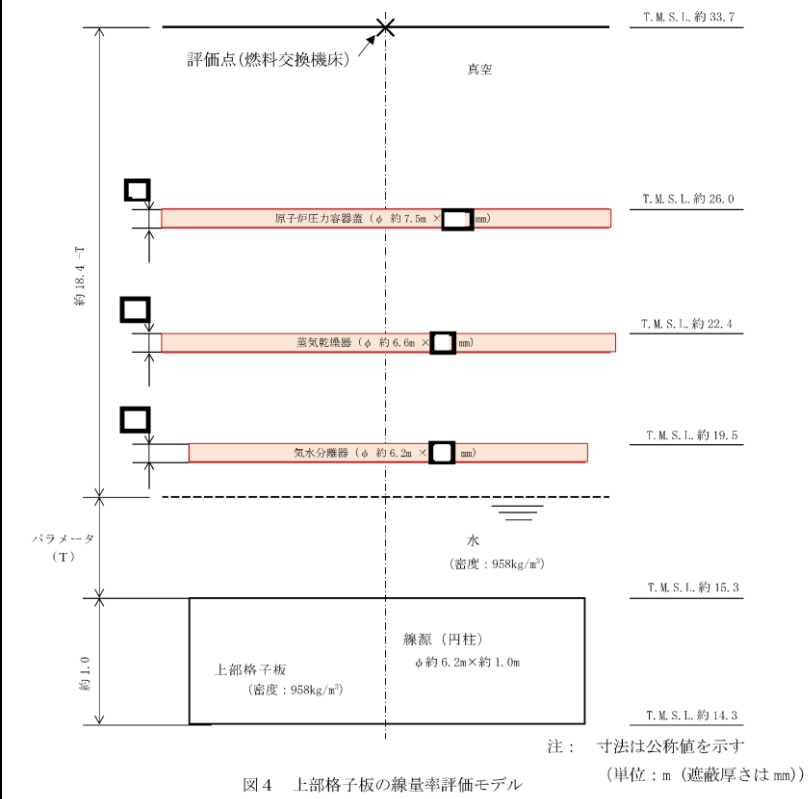 T.M.S.L.約33.7
評価点(燃料交換機床)
真空
T.M.S.L.約26.0
原子炉圧力容器蓋(φ 約7.5m × mm)
約18.4 -T
T.M.S.L.約22.4
蒸気乾燥器(φ 約6.6m × mm)
T.M.S.L.約19.5
気水分離器(φ 約6.2m × mm)
パラメータ
(T)
水
(密度:958kg/m³)
T.M.S.L.約15.3
線源(円柱)
φ約6.2m×約1.0m
上部格子板
(密度:958kg/m³)
約1.0
T.M.S.L.約14.3
注: 寸法は公称値を示す
(単位:m(遮蔽厚さはmm))
図4 上部格子板の線量率評価モデル